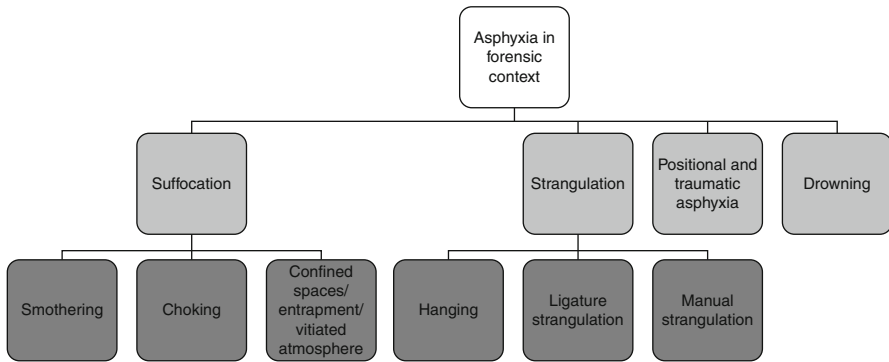 Asphyxia in
forensic
context
Suffocation
Strangulation
Positional and
traumatic
asphyxia
Drowning
Smothering
Choking
Confined
spaces/
entrapment/
vitiated
atmosphere
Hanging
Ligature
strangulation
Manual
strangulation